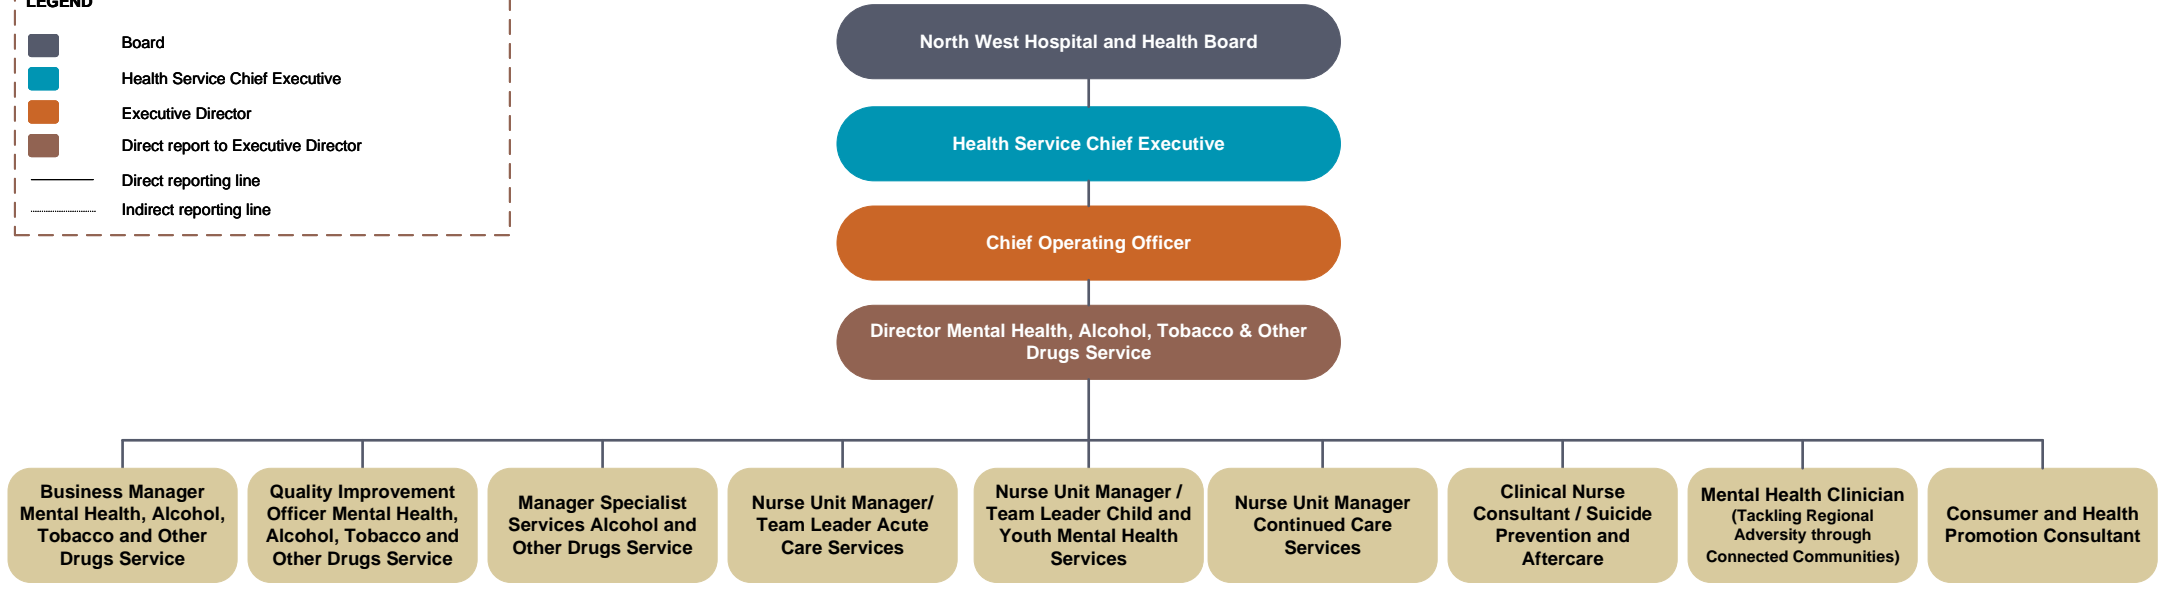 LEGEND
Board
Health Service Chief Executive
Executive Director
Direct report to Executive Director
Direct reporting line
Indirect reporting line
North West Hospital and Health Board
Health Service Chief Executive
Chief Operating Officer
Director Mental Health, Alcohol, Tobacco & Other
Drugs Service
Business Manager
Mental Health, Alcohol,
Tobacco and Other
Drugs Service
Quality Improvement
Officer Mental Health,
Alcohol, Tobacco and
Other Drugs Service
Manager Specialist
Services Alcohol and
Other Drugs Service
Nurse Unit Manager/
Team Leader Acute
Care Services
Nurse Unit Manager /
Team Leader Child and
Youth Mental Health
Services
Nurse Unit Manager
Continued Care
Services
Clinical Nurse
Consultant / Suicide
Prevention and
Aftercare
Mental Health Clinician
(Tackling Regional
Adversity through
Connected Communities)
Consumer and Health
Promotion Consultant